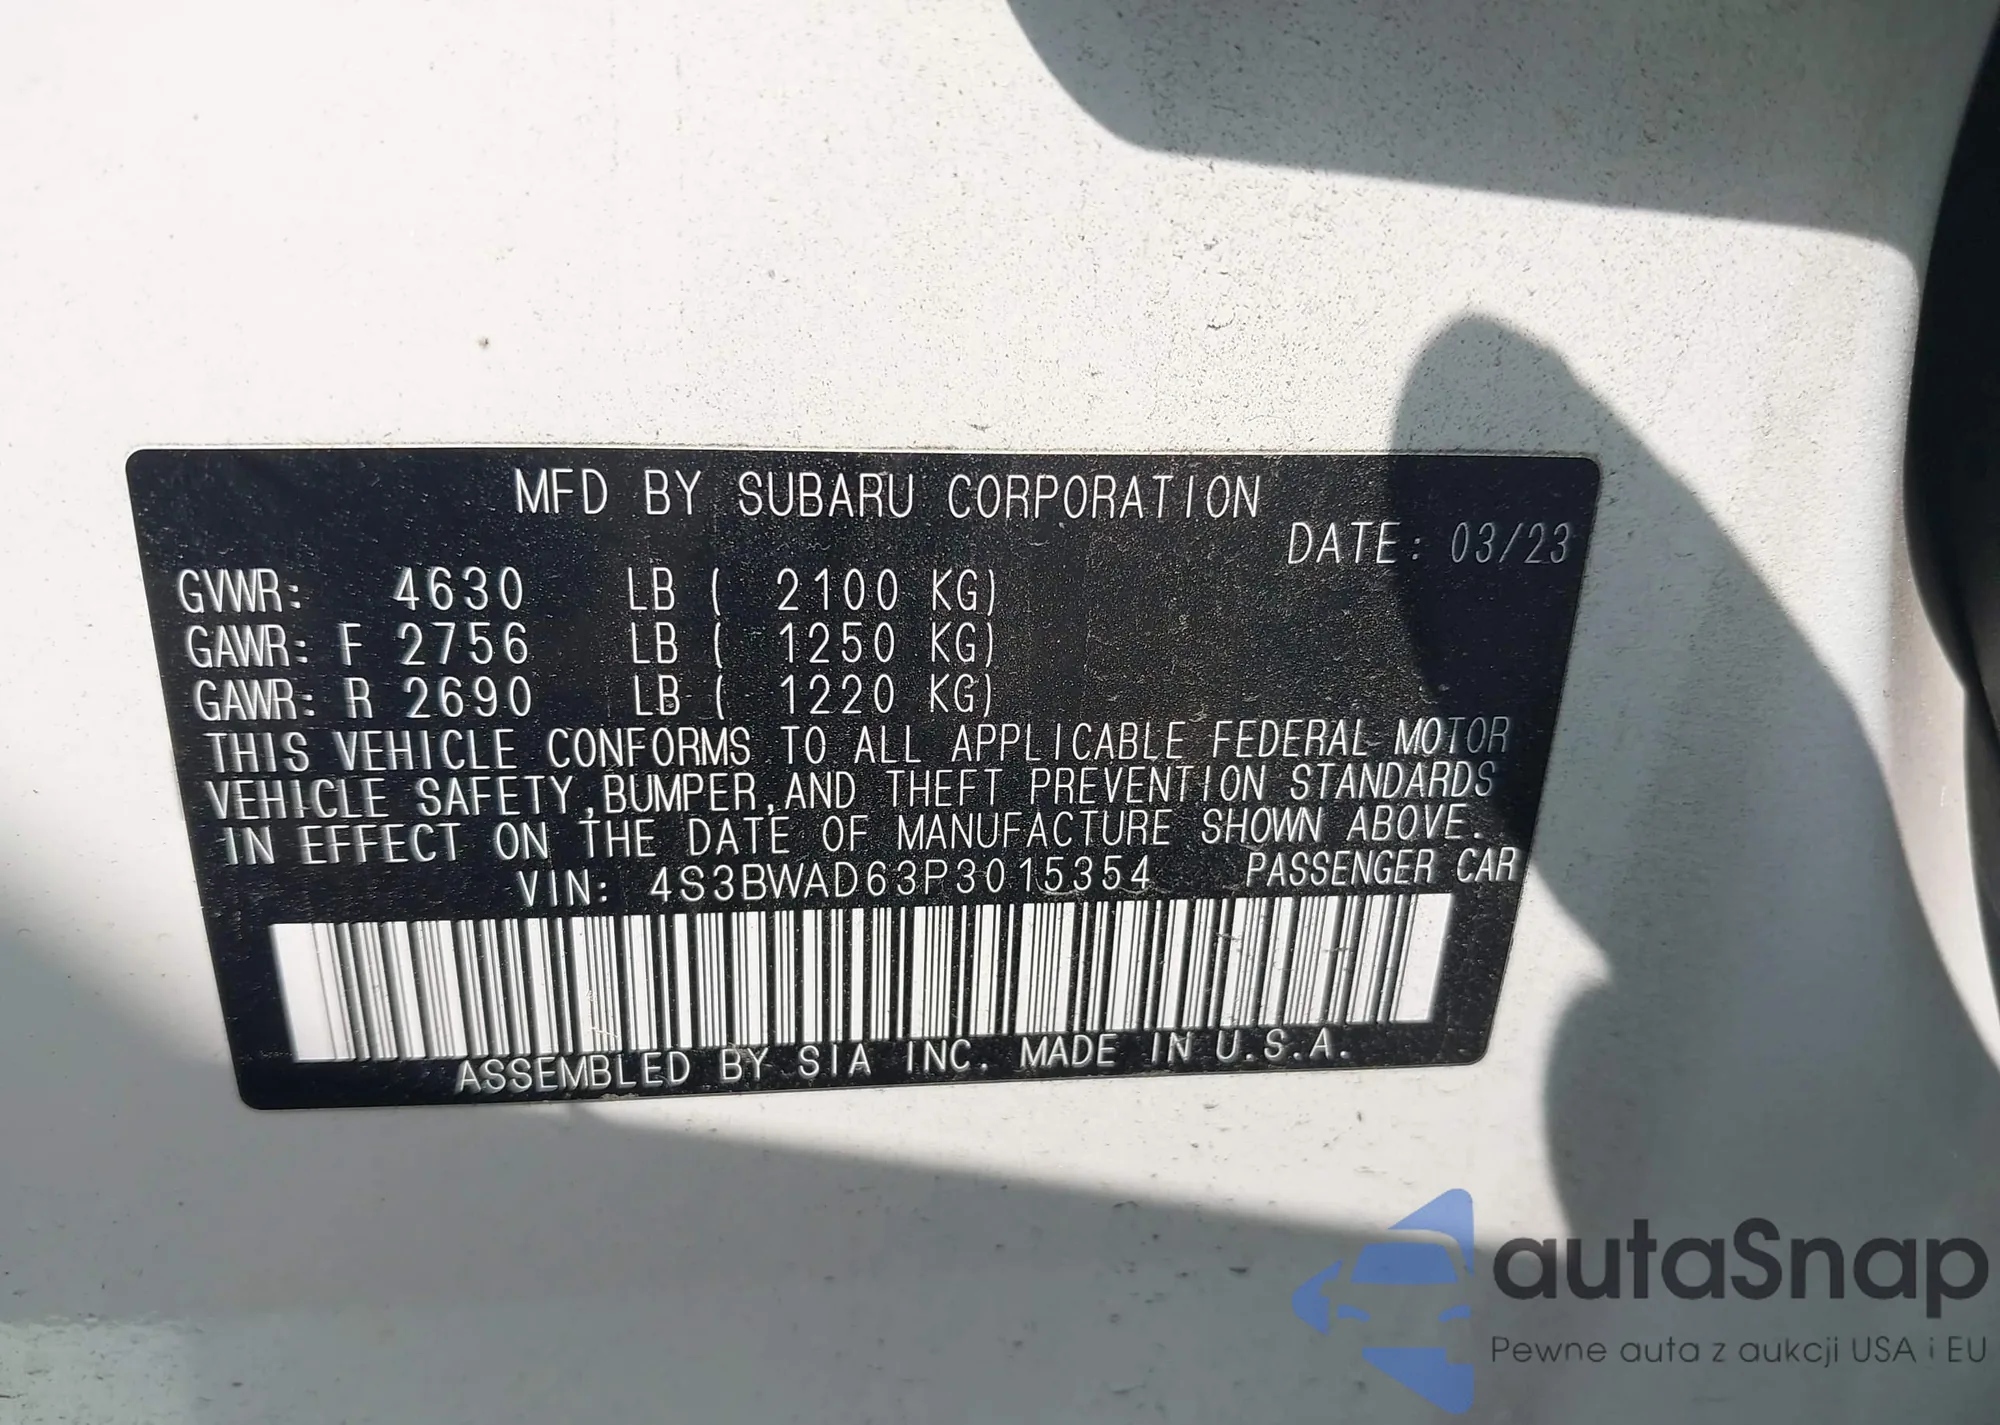 MFD BY SUBARU CORPORATION
DATE: 03/23
GVWR: 4630 LB ( 2100 KG)
GAWR: F 2756 LB ( 1250 KG)
GAWR: R 2690 LB ( 1220 KG)
THIS VEHICLE CONFORMS TO ALL APPLICABLE FEDERAL MOTOR
VEHICLE SAFETY,BUMPER,AND THEFT PREVENTION STANDARDS
IN EFFECT ON THE DATE OF MANUFACTURE SHOWN ABOVE.
VIN: 4S3BWAD63P3015354 PASSENGER CAR
ASSEMBLED BY SIA INC. MADE IN U.S.A.
autaSnap
Pewne auta z aukcji USA i EU